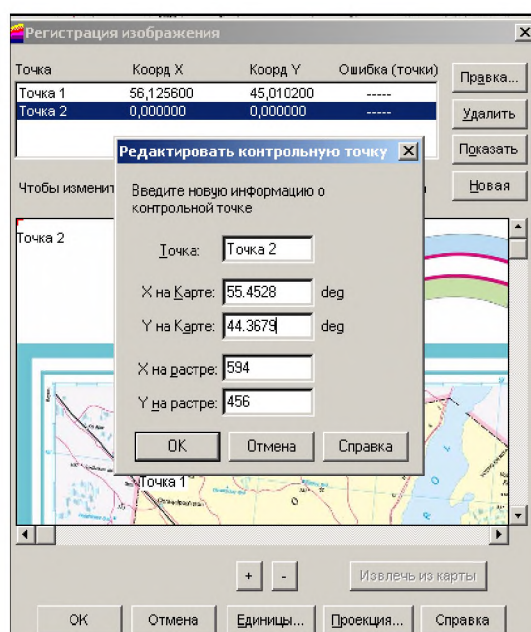 Регистрация изображения
Точка Коорд X Коорд Y Ошибка (точки)
Точка 1 56,125600 45,010200 -----
Точка 2 0,000000 0,000000 -----
Правка...
Удалить
Показать
Новая
Чтобы изменит
Точка 2
Редактировать контрольную точку
Введите новую информацию о
контрольной точке
Точка: Точка 2
X на Карте: 55.4528 deg
Y на Карте: 44.3679 deg
X на растре: 594
Y на растре: 456
OK Отмена Справка
Точка 1
+ -
Извлечь из карты
OK Отмена Единицы... Проекция... Справка